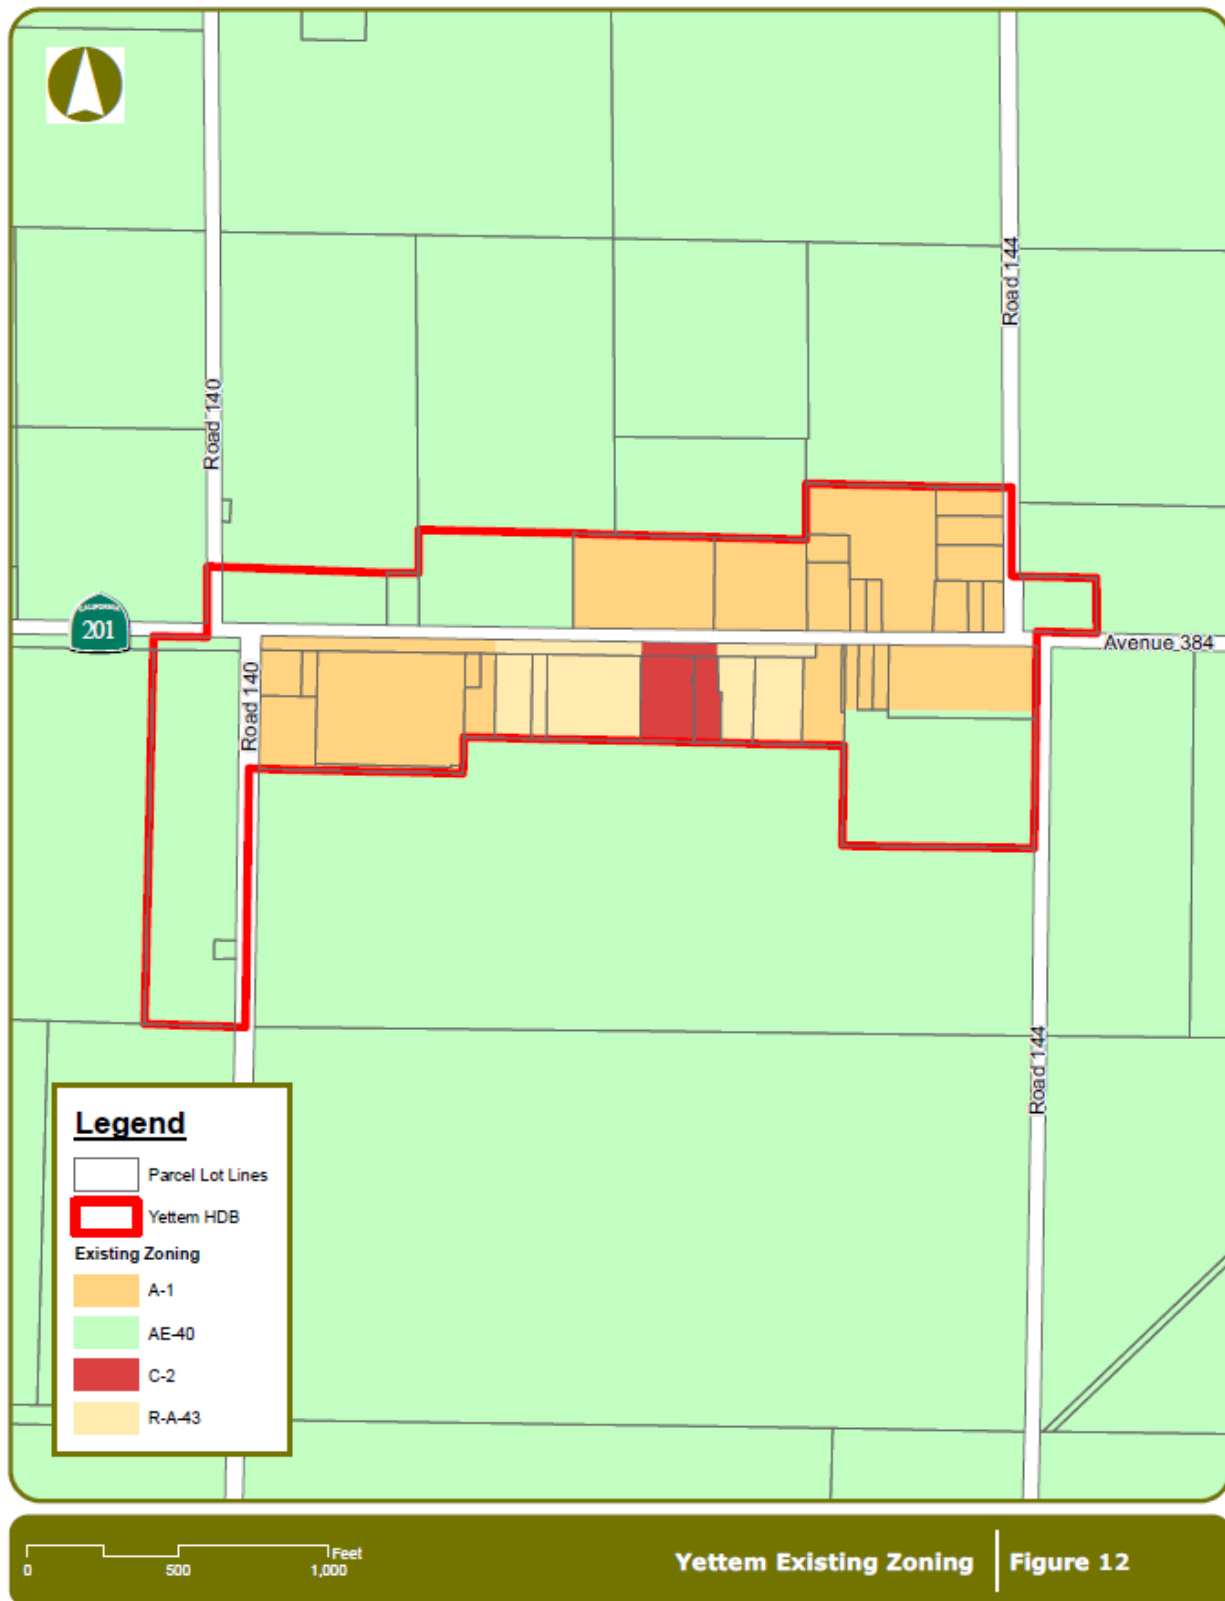 Road 144
Road 140
CALIFORNIA
201
Avenue 384
Road 140
Road 144
Legend
Parcel Lot Lines
Yettem HDB
Existing Zoning
A-1
AE-40
C-2
R-A-43
Feet
0 500 1,000
Yettem Existing Zoning
Figure 12